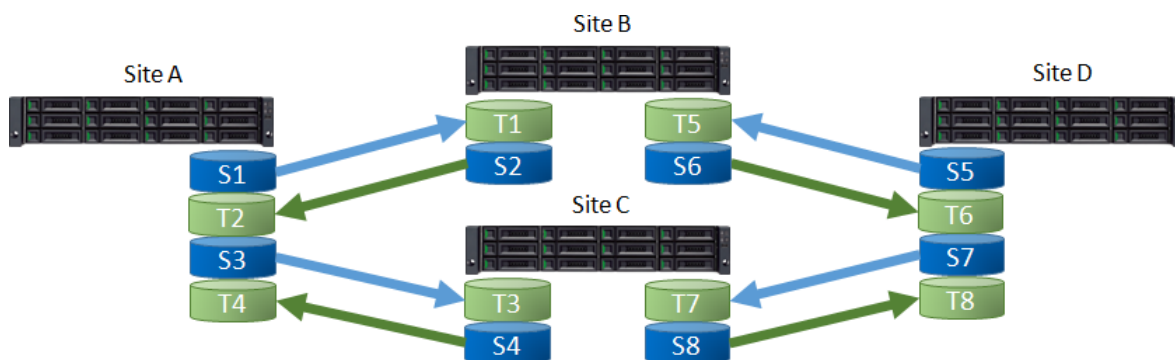 Site B
Site A
Site D
T1
T5
S1
S2
S6
S5
T2
Site C
T6
S3
S7
T4
T3
T7
T8
S4
S8